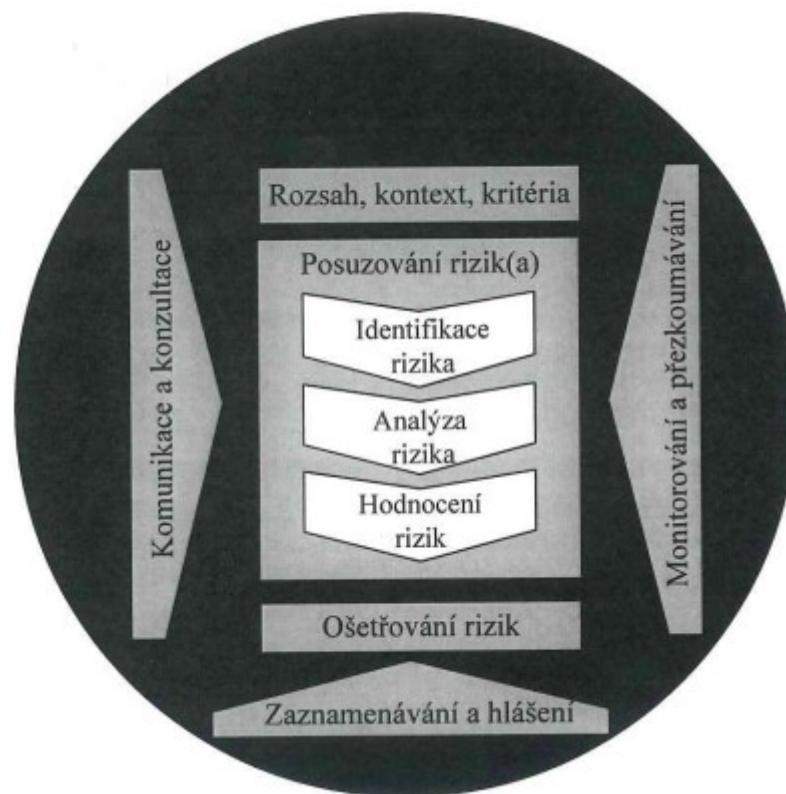 Rozsah, kontext, kritéria
Komunikace a konzultace
Posuzování rizik(a)
Identifikace
rizika
Analýza
rizika
Hodnocení
rizik
Monitorování a přezkoumávání
Ošetřování rizik
Zaznamenávání a hlášení